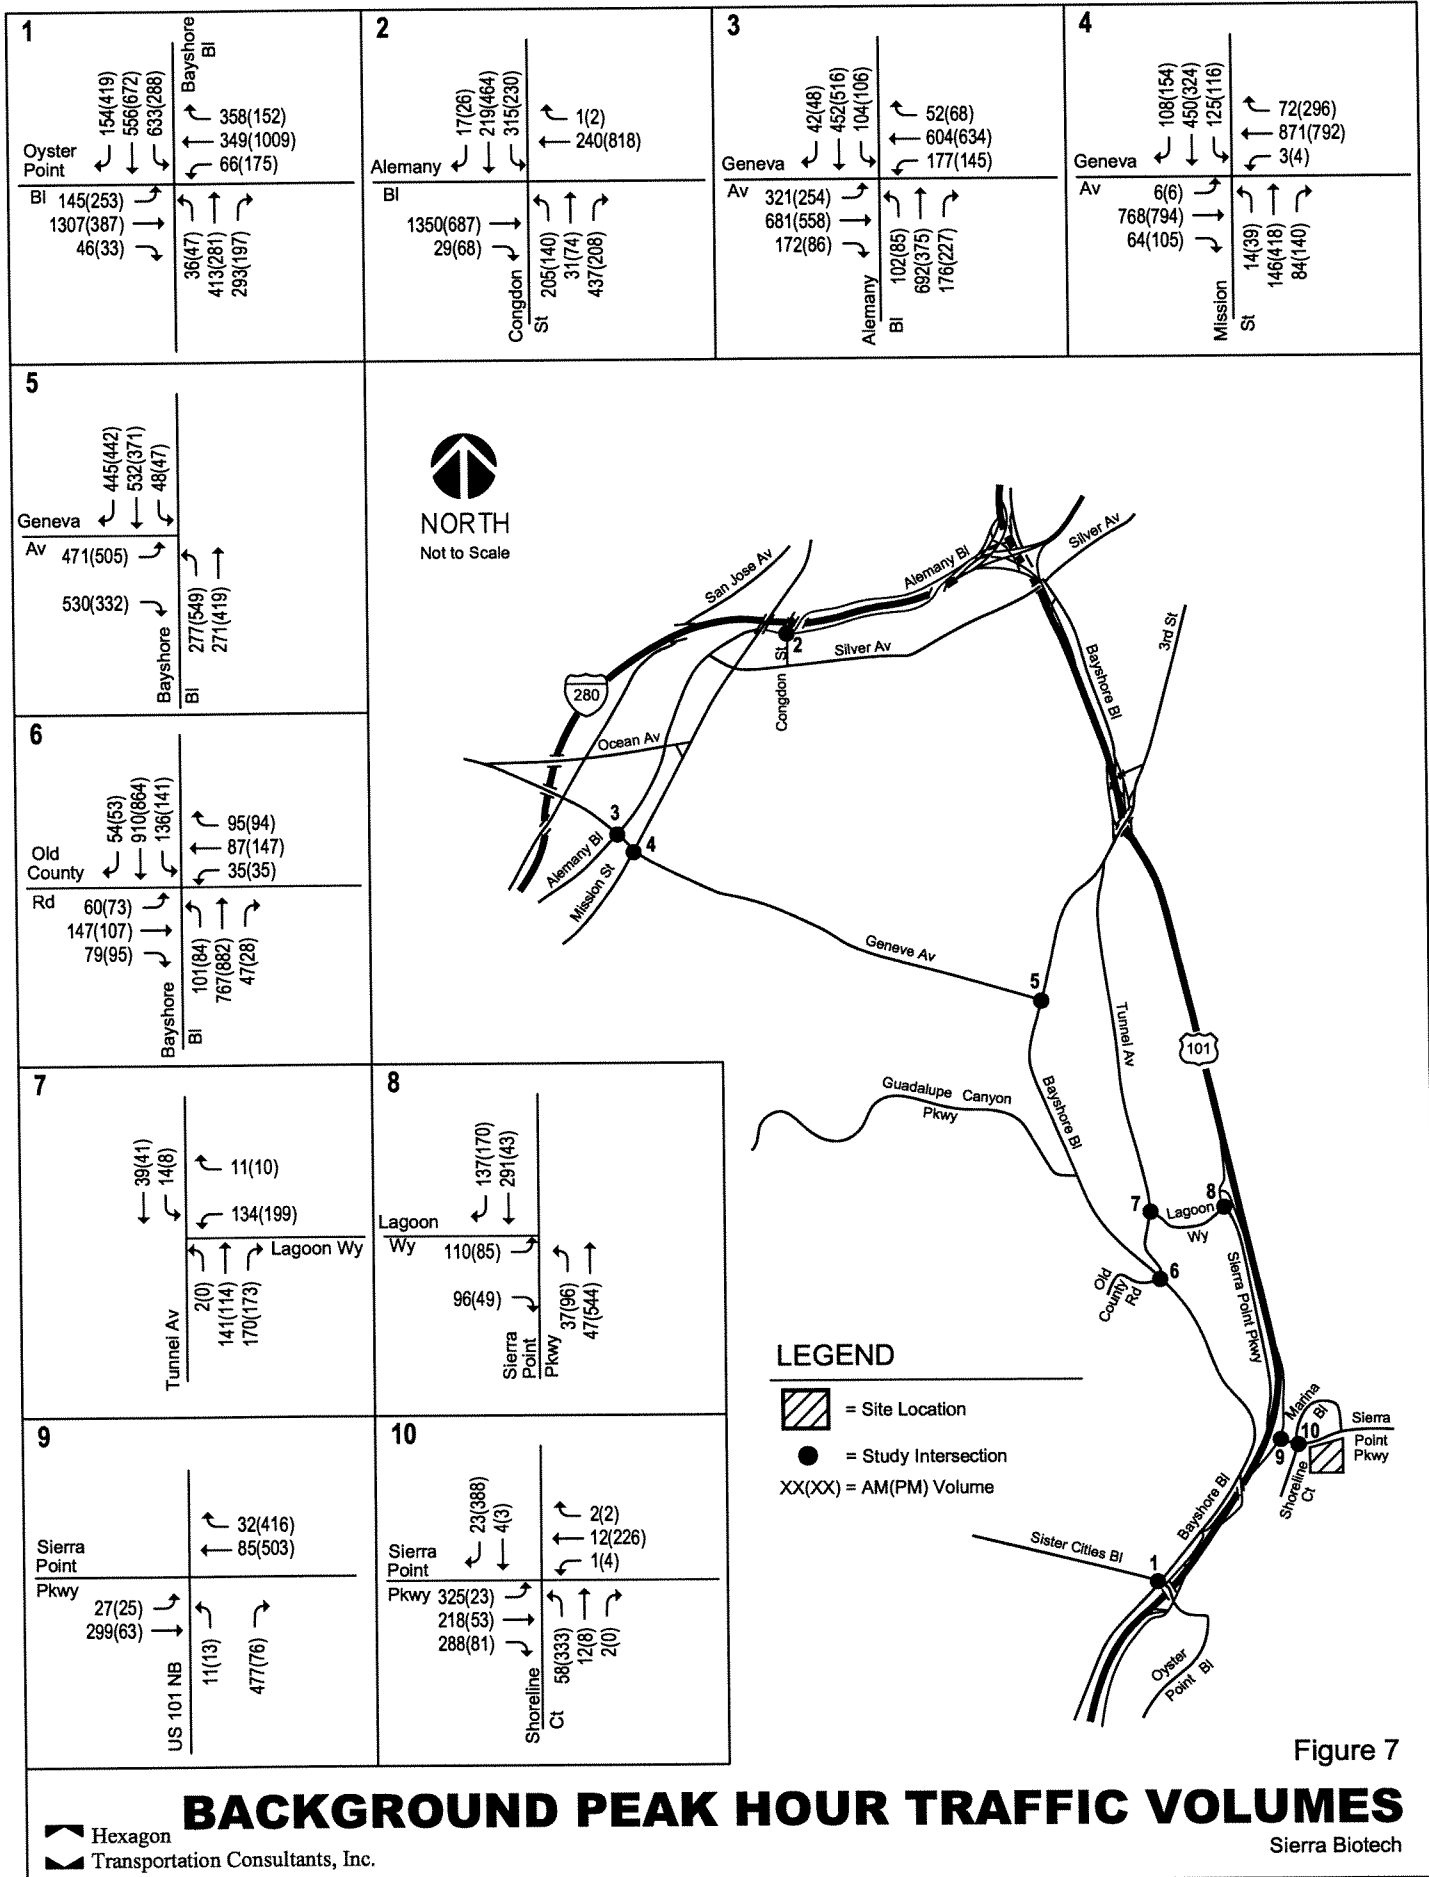 1
Bayshore
Bl
154(419)
556(672)
633(288)
358(152)
349(1009)
66(175)
Oyster
Point
Bl
145(253)
1307(387)
46(33)
36(47)
413(281)
293(197)
2
17(26)
219(464)
315(230)
1(2)
240(818)
Alemany
Bl
1350(687)
29(68)
Congdon
St
205(140)
31(74)
437(208)
3
42(48)
452(516)
104(106)
52(68)
604(634)
177(145)
Geneva
Av
321(254)
681(558)
172(86)
Alemany
Bl
102(85)
692(375)
176(227)
4
108(154)
450(324)
125(116)
72(296)
871(792)
3(4)
Geneva
Av
6(6)
768(794)
64(105)
Mission
St
14(39)
146(418)
84(140)
5
445(442)
532(371)
48(47)
Geneva
Av
471(505)
530(332)
Bayshore
Bl
277(549)
271(419)
6
54(53)
910(864)
136(141)
95(94)
87(147)
35(35)
Old
County
Rd
60(73)
147(107)
79(95)
Bayshore
Bl
101(84)
767(882)
47(28)
7
39(41)
14(8)
11(10)
134(199)
Lagoon Wy
Tunnel Av
2(0)
141(114)
170(173)
8
137(170)
291(43)
Lagoon
Wy
110(85)
96(49)
Sierra
Point
Pkwy
37(96)
47(544)
9
32(416)
85(503)
Sierra
Point
Pkwy
27(25)
299(63)
US 101 NB
11(13)
477(76)
10
23(388)
4(3)
2(2)
12(226)
1(4)
Sierra
Point
Pkwy
325(23)
218(53)
288(81)
Shoreline
Ct
58(333)
12(8)
2(0)
NORTH
Not to Scale
San Jose Av
Alemany Bl
Silver Av
2
Silver Av
Congdon St
280
Ocean Av
Bayshore Bl
3rd St
3
4
Alemany Bl
Mission St
Geneve Av
5
Tunnel Av
101
Guadalupe Canyon
Pkwy
Bayshore Bl
7
8
Lagoon
Wy
6
Old
County
Rd
Sierra Point Pkwy
Marina
Bl
Sierra
Point
Pkwy
9
10
Shoreline
Ct
Bayshore Bl
Sister Cities Bl
1
Oyster
Point Bl
LEGEND
= Site Location
= Study Intersection
XX(XX) = AM(PM) Volume
Figure 7
BACKGROUND PEAK HOUR TRAFFIC VOLUMES
Sierra Biotech
Hexagon
Transportation Consultants, Inc.